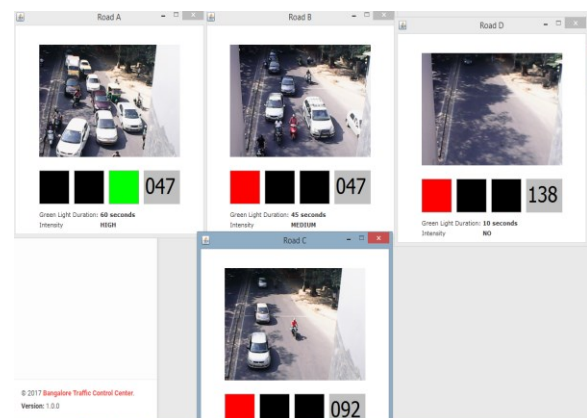 Road A
047
Green Light Duration: 60 seconds
Intensity HIGH
Road B
047
Green Light Duration: 45 seconds
Intensity MEDIUM
Road D
138
Green Light Duration: 10 seconds
Intensity NO
Road C
092
© 2017 Bangalore Traffic Control Center.
Version: 1.0.0